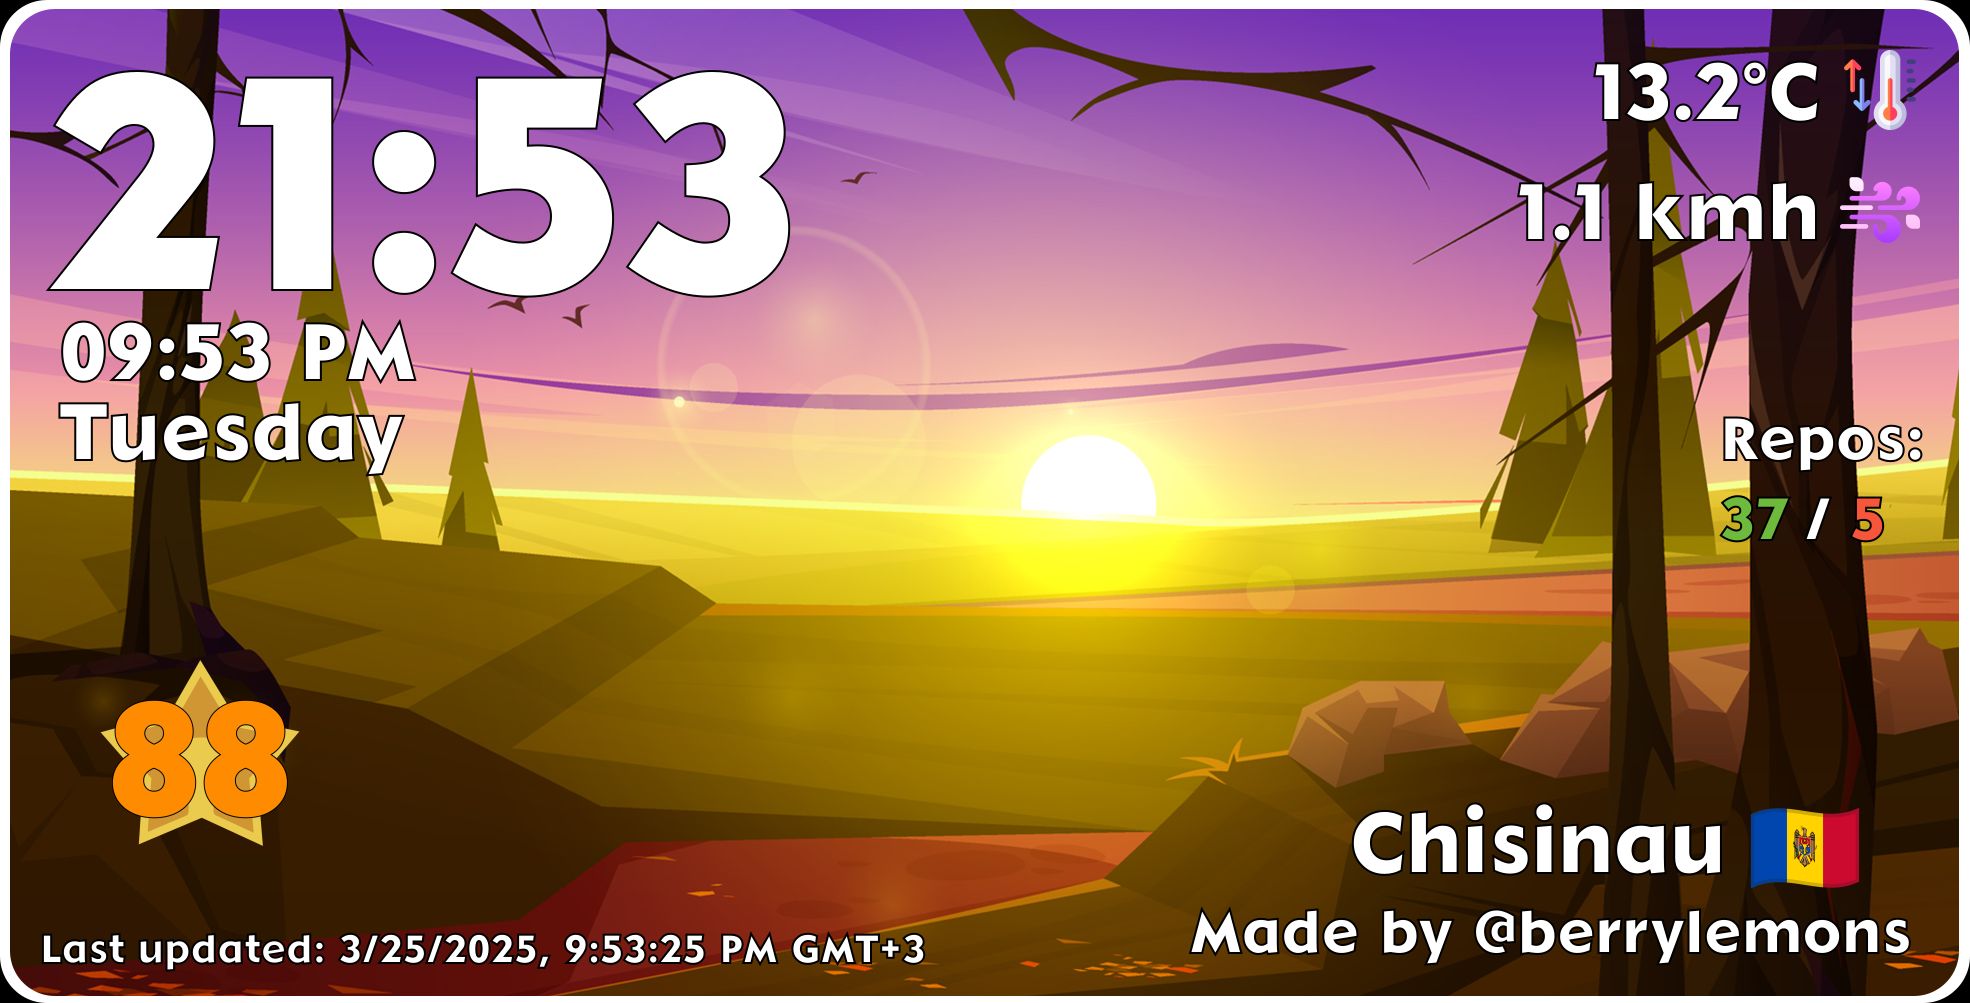 21:53
09:53 PM
Tuesday
13.2°C
1.1 kmh
Repos:
37 / 5
88
Chisinau
Made by @berrylemons
Last updated: 3/25/2025, 9:53:25 PM GMT+3